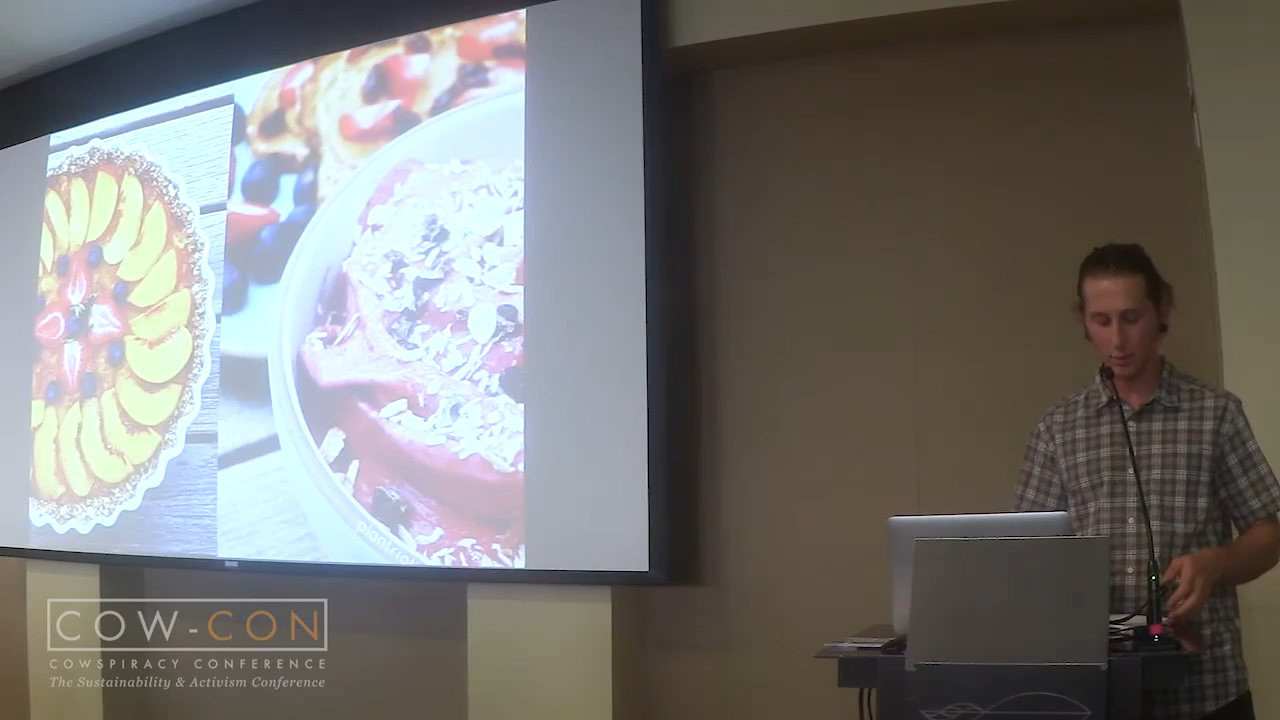 COW-CON
COWSPIRACY CONFERENCE
The Sustainability & Activism Conference